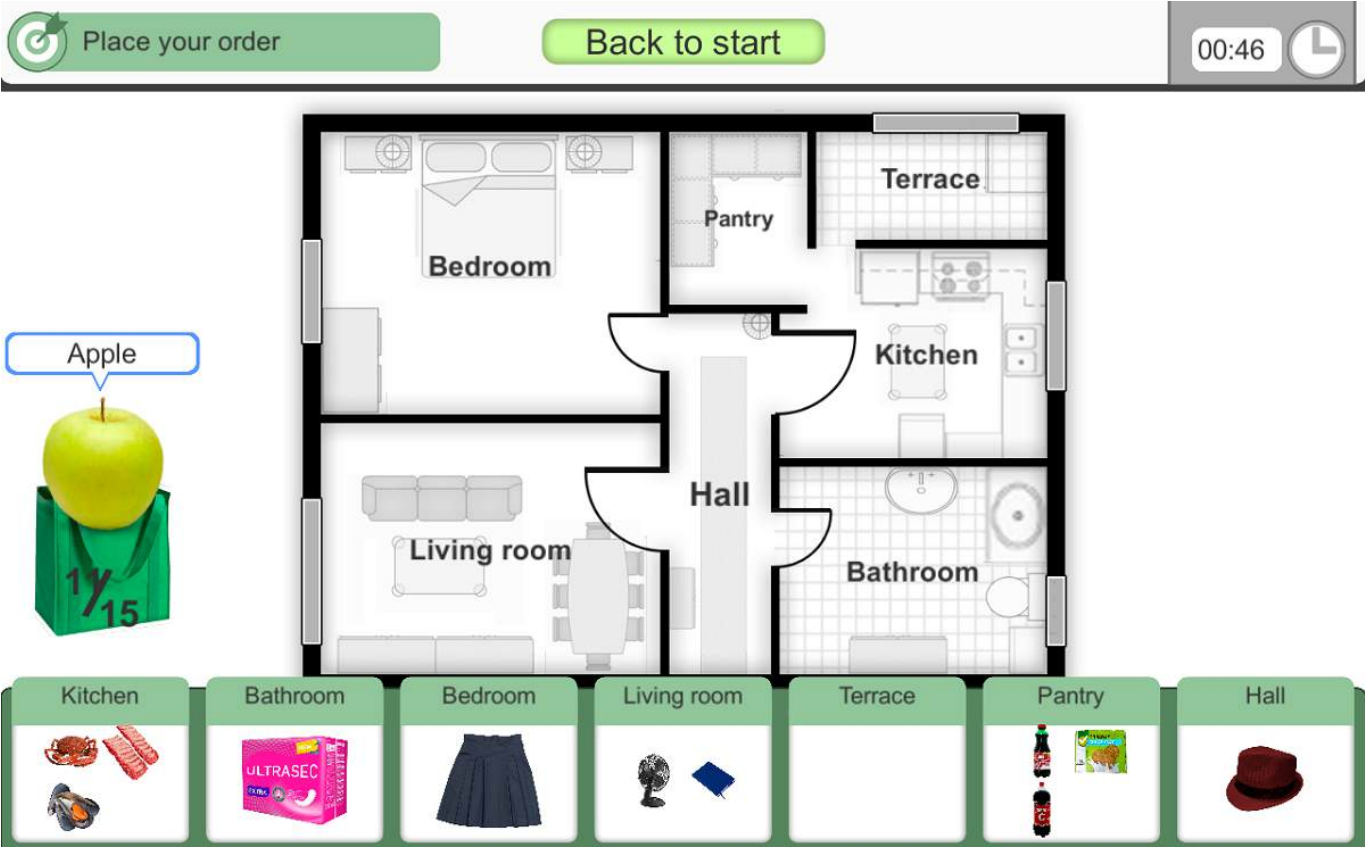 Place your order
Back to start
00:46
Terrace
Pantry
Bedroom
Apple
Kitchen
Hall
Living room
Bathroom
11/15
Kitchen
Bathroom
Bedroom
Living room
Terrace
Pantry
Hall
ULTRASEC